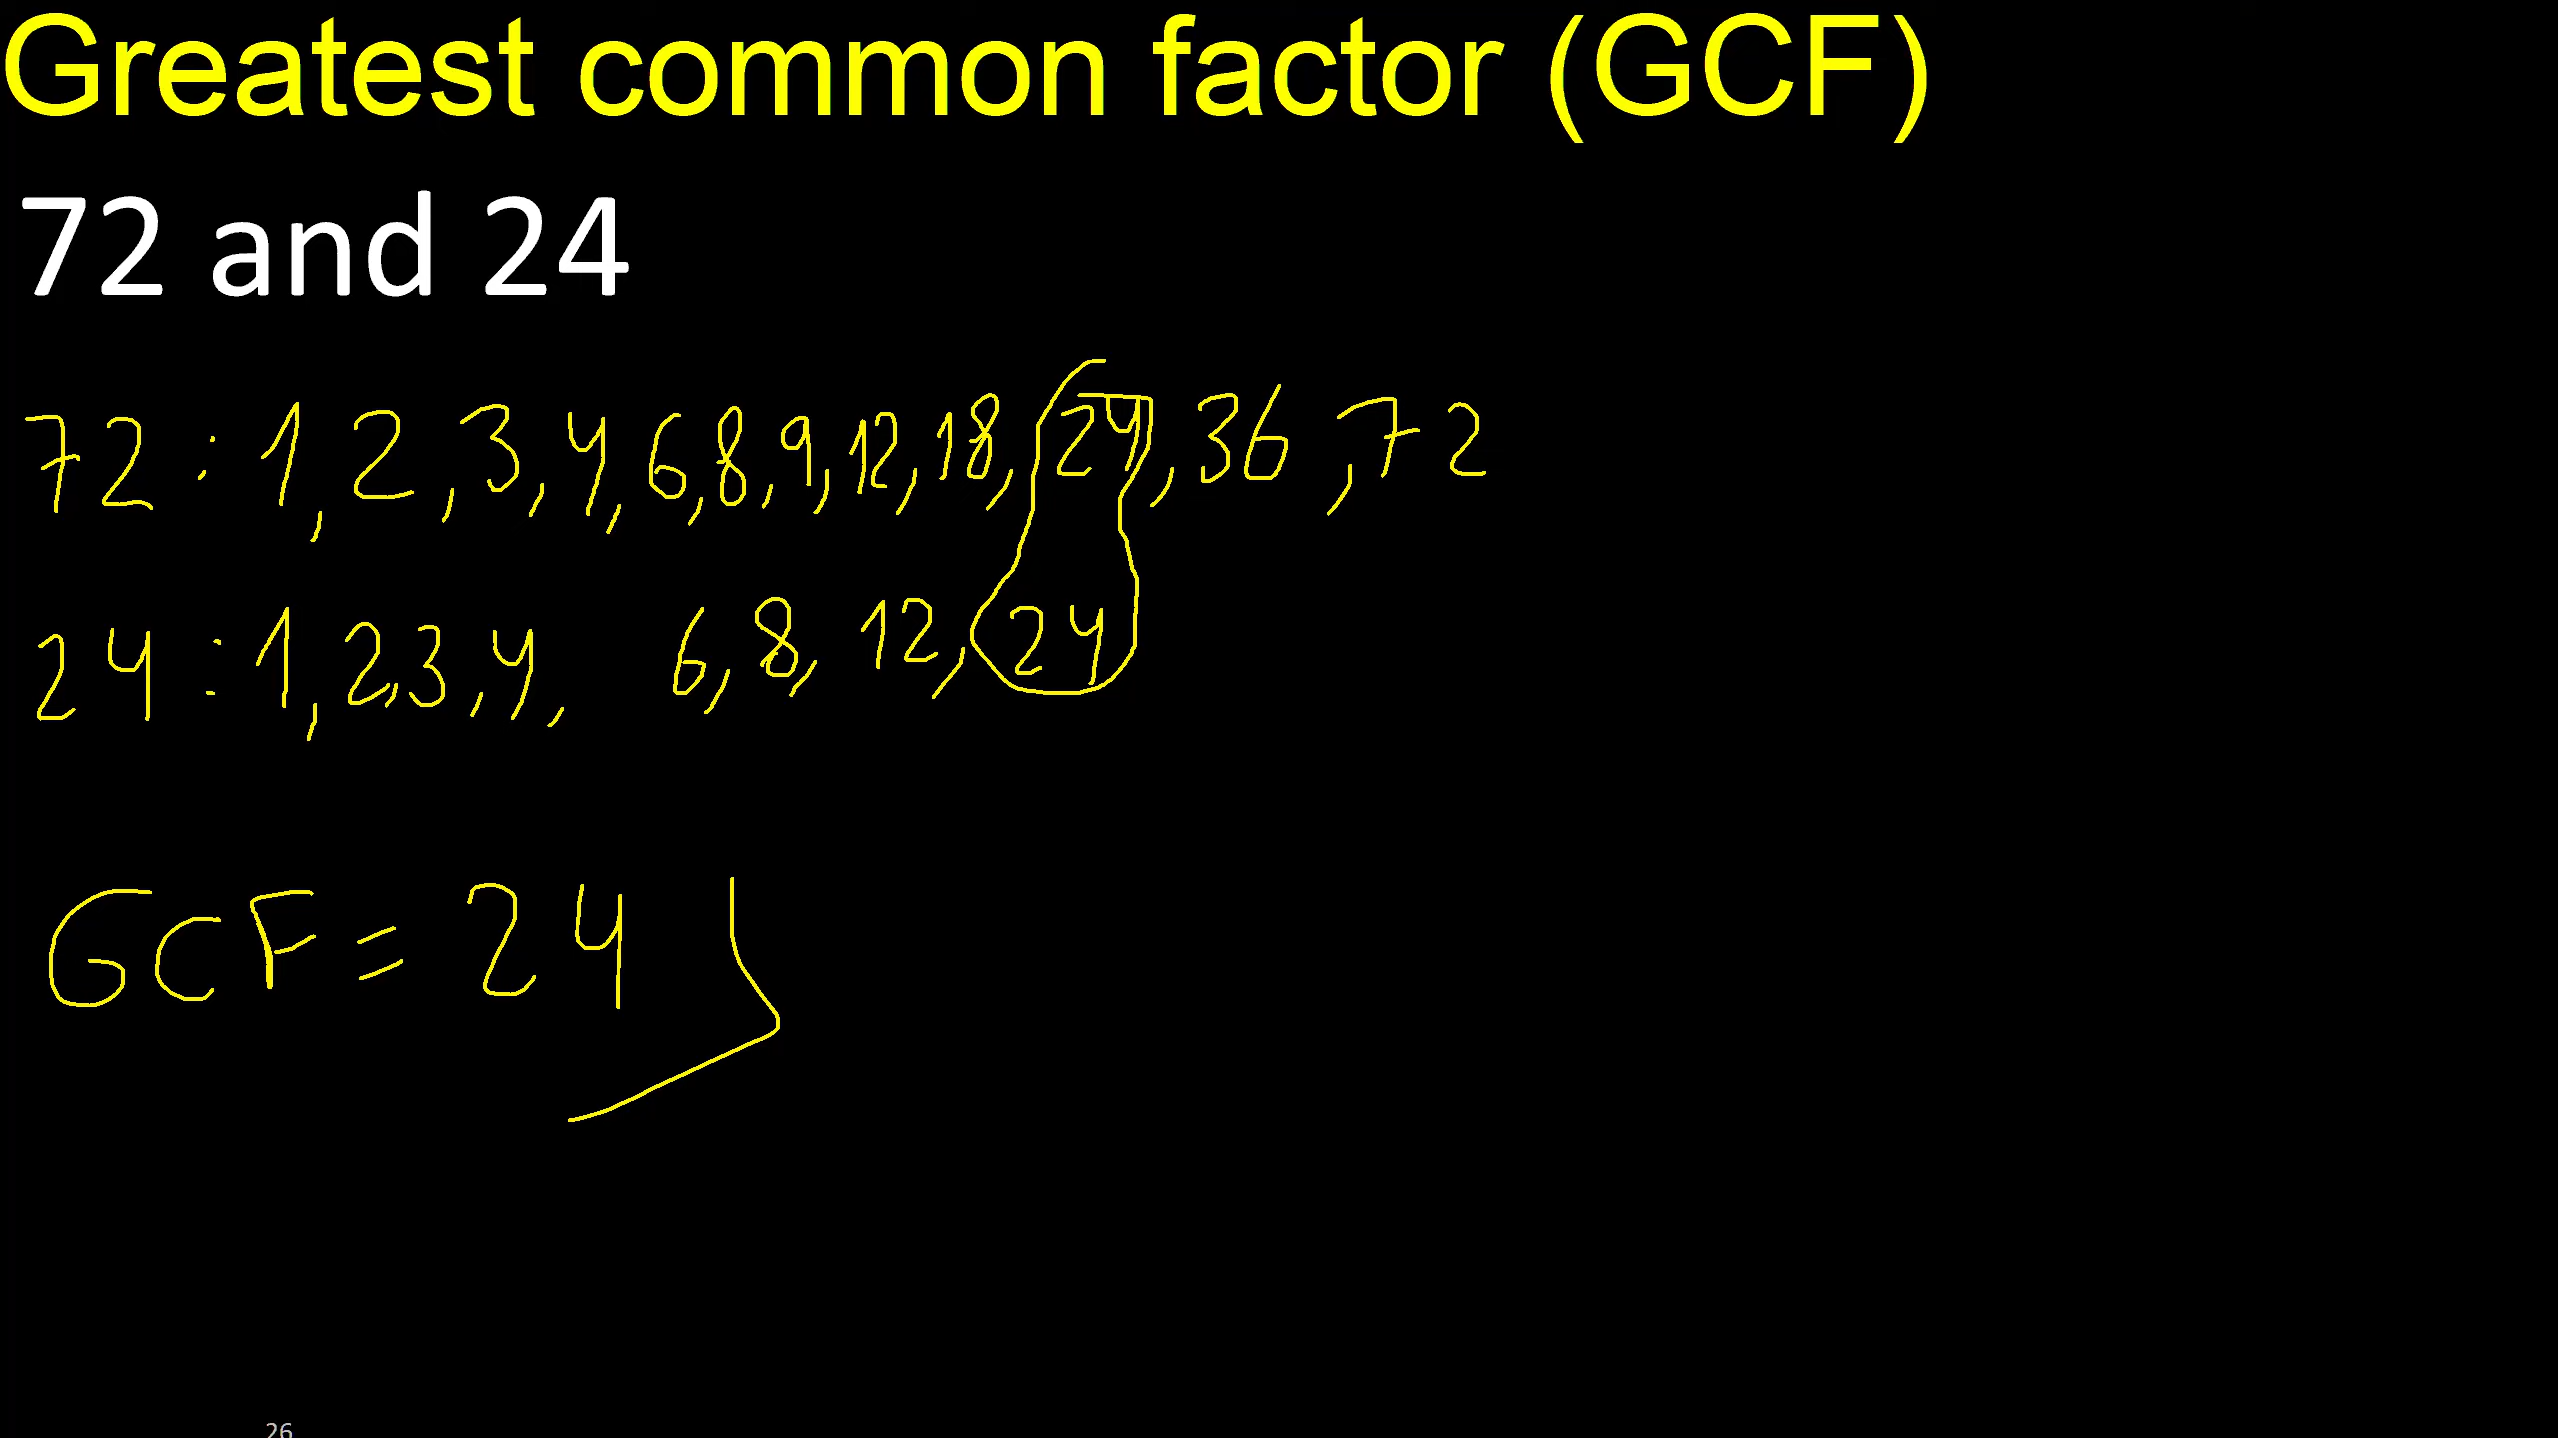 Greatest common factor (GCF)
72 and 24
72 : 1, 2, 3, 4, 6, 8, 9, 12, 18, 24, 36, 72
24 : 1, 2, 3, 4, 6, 8, 12, 24
GCF = 24
26